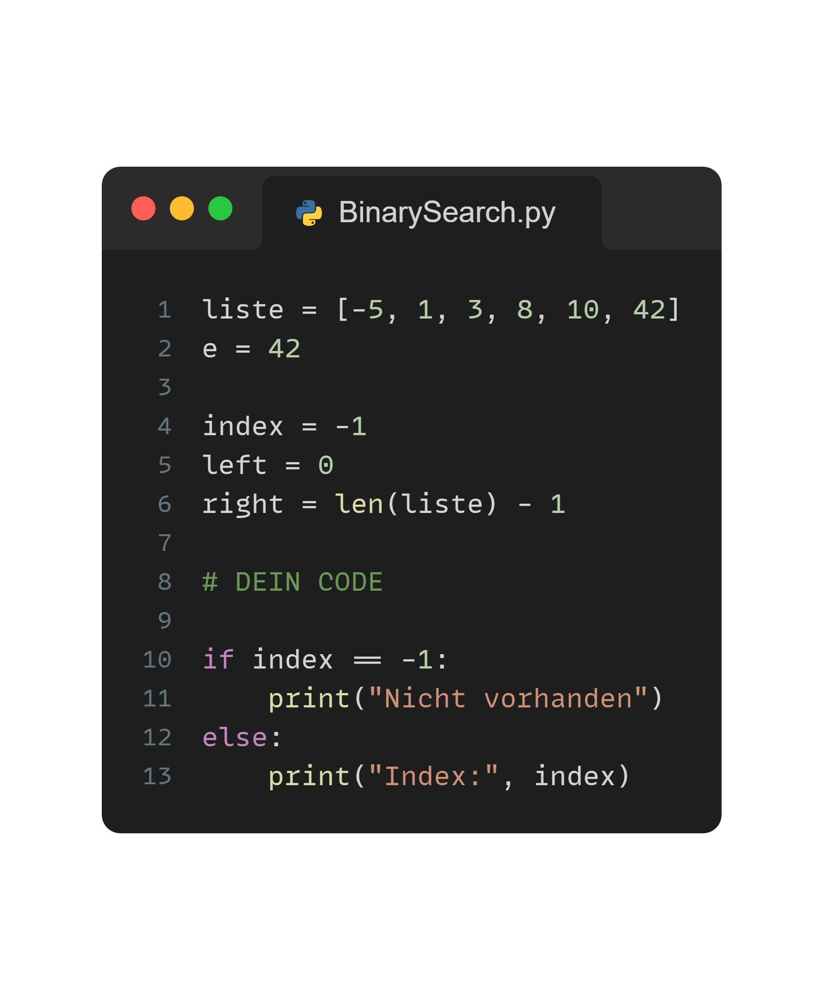 BinarySearch.py
1 liste = [-5, 1, 3, 8, 10, 42]
2 e = 42
3
4 index = -1
5 left = 0
6 right = len(liste) - 1
7
8 # DEIN CODE
9
10 if index == -1:
11     print("Nicht vorhanden")
12 else:
13     print("Index:", index)